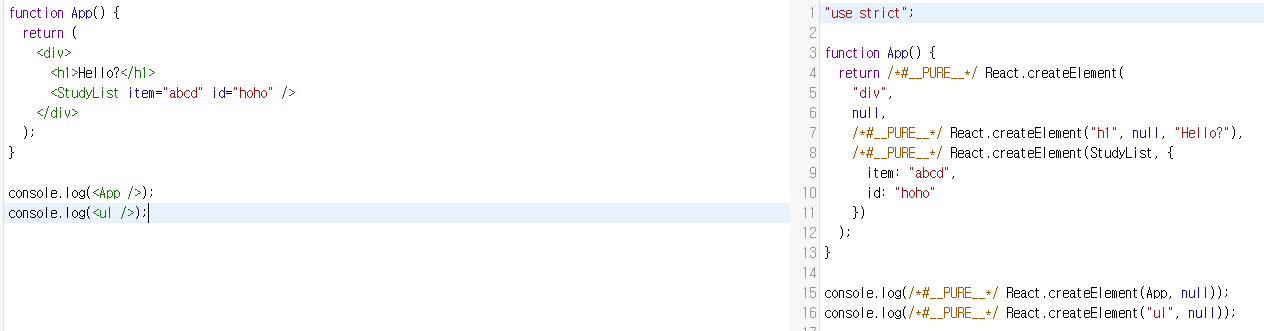 function App() {
  return (
    <div>
      <h1>Hello?</h1>
      <StudyList item="abcd" id="hoho" />
    </div>
  );
}

console.log(<App />);
console.log(<ul />);
1 "use strict";
2
3 function App() {
4   return /*#__PURE__*/ React.createElement(
5     "div",
6     null,
7     /*#__PURE__*/ React.createElement("h1", null, "Hello?"),
8     /*#__PURE__*/ React.createElement(StudyList, {
9       item: "abcd",
10       id: "hoho"
11     })
12   );
13 }
14
15 console.log(/*#__PURE__*/ React.createElement(App, null));
16 console.log(/*#__PURE__*/ React.createElement("ul", null));